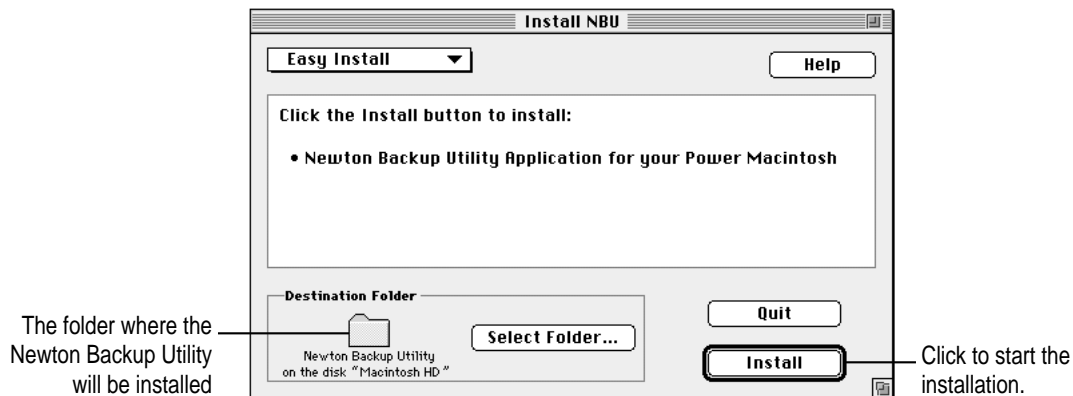 Install NBU
Easy Install
Help
Click the Install button to install:
• Newton Backup Utility Application for your Power Macintosh
Destination Folder
Newton Backup Utility
on the disk “Macintosh HD”
Select Folder...
Quit
Install
The folder where the
Newton Backup Utility
will be installed
Click to start the
installation.